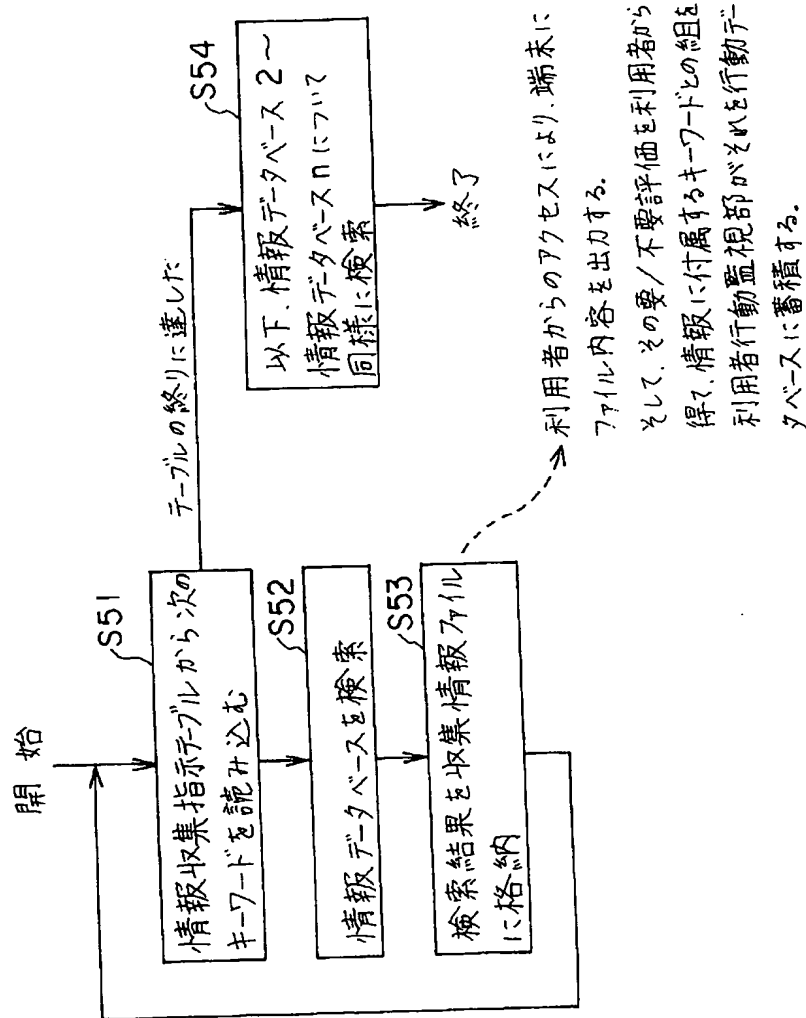 開始
S51
情報収集指示テーブルから次の
キーワードを読み込む
S52
情報データベースを検索
S53
検索結果を収集情報ファイル
に格納
テーブルの終りに達した
S54
以下、情報データベース2～
情報データベースnについて
同様に検索
終了
利用者からのアクセスにより、端末に
ファイル内容を出力する。
そして、その要/不要評価を利用者から
得て、情報に付属するキーワードとの組を
利用者行動監視部がそれを行動デー
タベースに蓄積する。